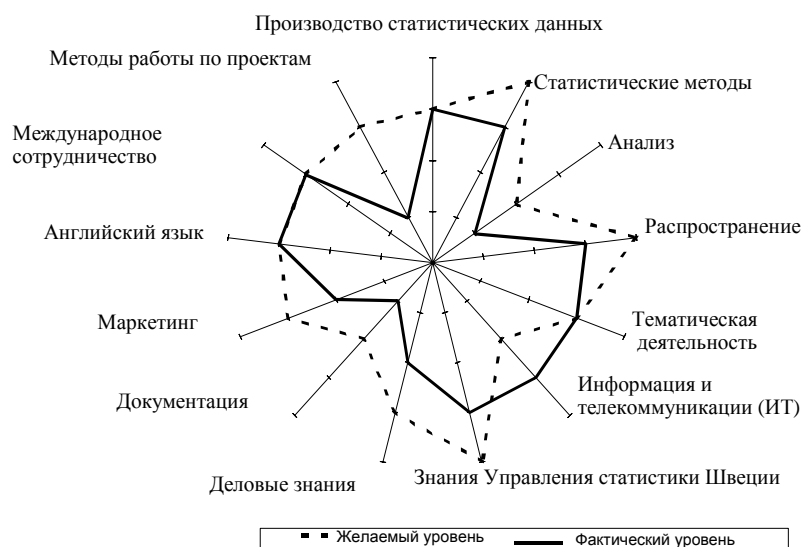 Производство статистических данных
Методы работы по проектам
Статистические методы
Международное
сотрудничество
Анализ
Английский язык
Распространение
Маркетинг
Тематическая
деятельность
Документация
Информация и
телекоммуникации (ИТ)
Деловые знания
Знания Управления статистики Швеции
Желаемый уровень
Фактический уровень